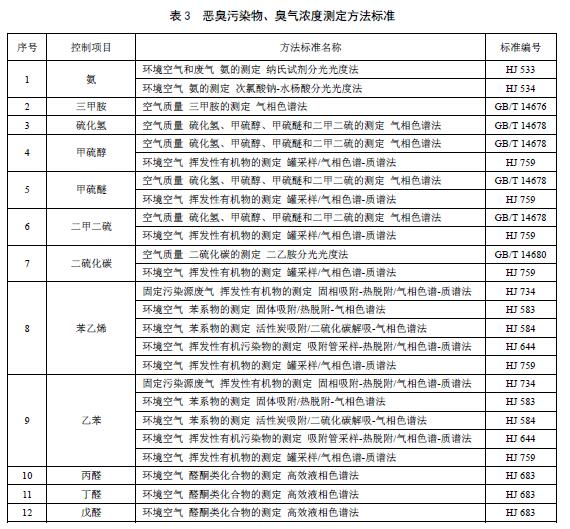 表 3 恶臭污染物、臭气浓度测定方法标准
序号 控制项目 方法标准名称 标准编号
1 氨 环境空气和废气 氨的测定 纳氏试剂分光光度法 HJ 533
环境空气 氨的测定 次氯酸钠-水杨酸分光光度法 HJ 534
2 三甲胺 空气质量 三甲胺的测定 气相色谱法 GB/T 14676
3 硫化氢 空气质量 硫化氢、甲硫醇、甲硫醚和二甲二硫的测定 气相色谱法 GB/T 14678
4 甲硫醇 空气质量 硫化氢、甲硫醇、甲硫醚和二甲二硫的测定 气相色谱法 GB/T 14678
环境空气 挥发性有机物的测定 罐采样/气相色谱-质谱法 HJ 759
5 甲硫醚 空气质量 硫化氢、甲硫醇、甲硫醚和二甲二硫的测定 气相色谱法 GB/T 14678
环境空气 挥发性有机物的测定 罐采样/气相色谱-质谱法 HJ 759
6 二甲二硫 空气质量 硫化氢、甲硫醇、甲硫醚和二甲二硫的测定 气相色谱法 GB/T 14678
环境空气 挥发性有机物的测定 罐采样/气相色谱-质谱法 HJ 759
7 二硫化碳 空气质量 二硫化碳的测定 二乙胺分光光度法 GB/T 14680
环境空气 挥发性有机物的测定 罐采样/气相色谱-质谱法 HJ 759
8 苯乙烯 固定污染源废气 挥发性有机物的测定 固相吸附-热脱附/气相色谱-质谱法 HJ 734
环境空气 苯系物的测定 固体吸附/热脱附-气相色谱法 HJ 583
环境空气 苯系物的测定 活性炭吸附/二硫化碳解吸-气相色谱法 HJ 584
环境空气 挥发性有机污染物的测定 吸附管采样-热脱附/气相色谱-质谱法 HJ 644
环境空气 挥发性有机物的测定 罐采样/气相色谱-质谱法 HJ 759
9 乙苯 固定污染源废气 挥发性有机物的测定 固相吸附-热脱附/气相色谱-质谱法 HJ 734
环境空气 苯系物的测定 固体吸附/热脱附-气相色谱法 HJ 583
环境空气 苯系物的测定 活性炭吸附/二硫化碳解吸-气相色谱法 HJ 584
环境空气 挥发性有机污染物的测定 吸附管采样-热脱附/气相色谱-质谱法 HJ 644
环境空气 挥发性有机物的测定 罐采样/气相色谱-质谱法 HJ 759
10 丙醛 环境空气 醛酮类化合物的测定 高效液相色谱法 HJ 683
11 丁醛 环境空气 醛酮类化合物的测定 高效液相色谱法 HJ 683
12 戊醛 环境空气 醛酮类化合物的测定 高效液相色谱法 HJ 683